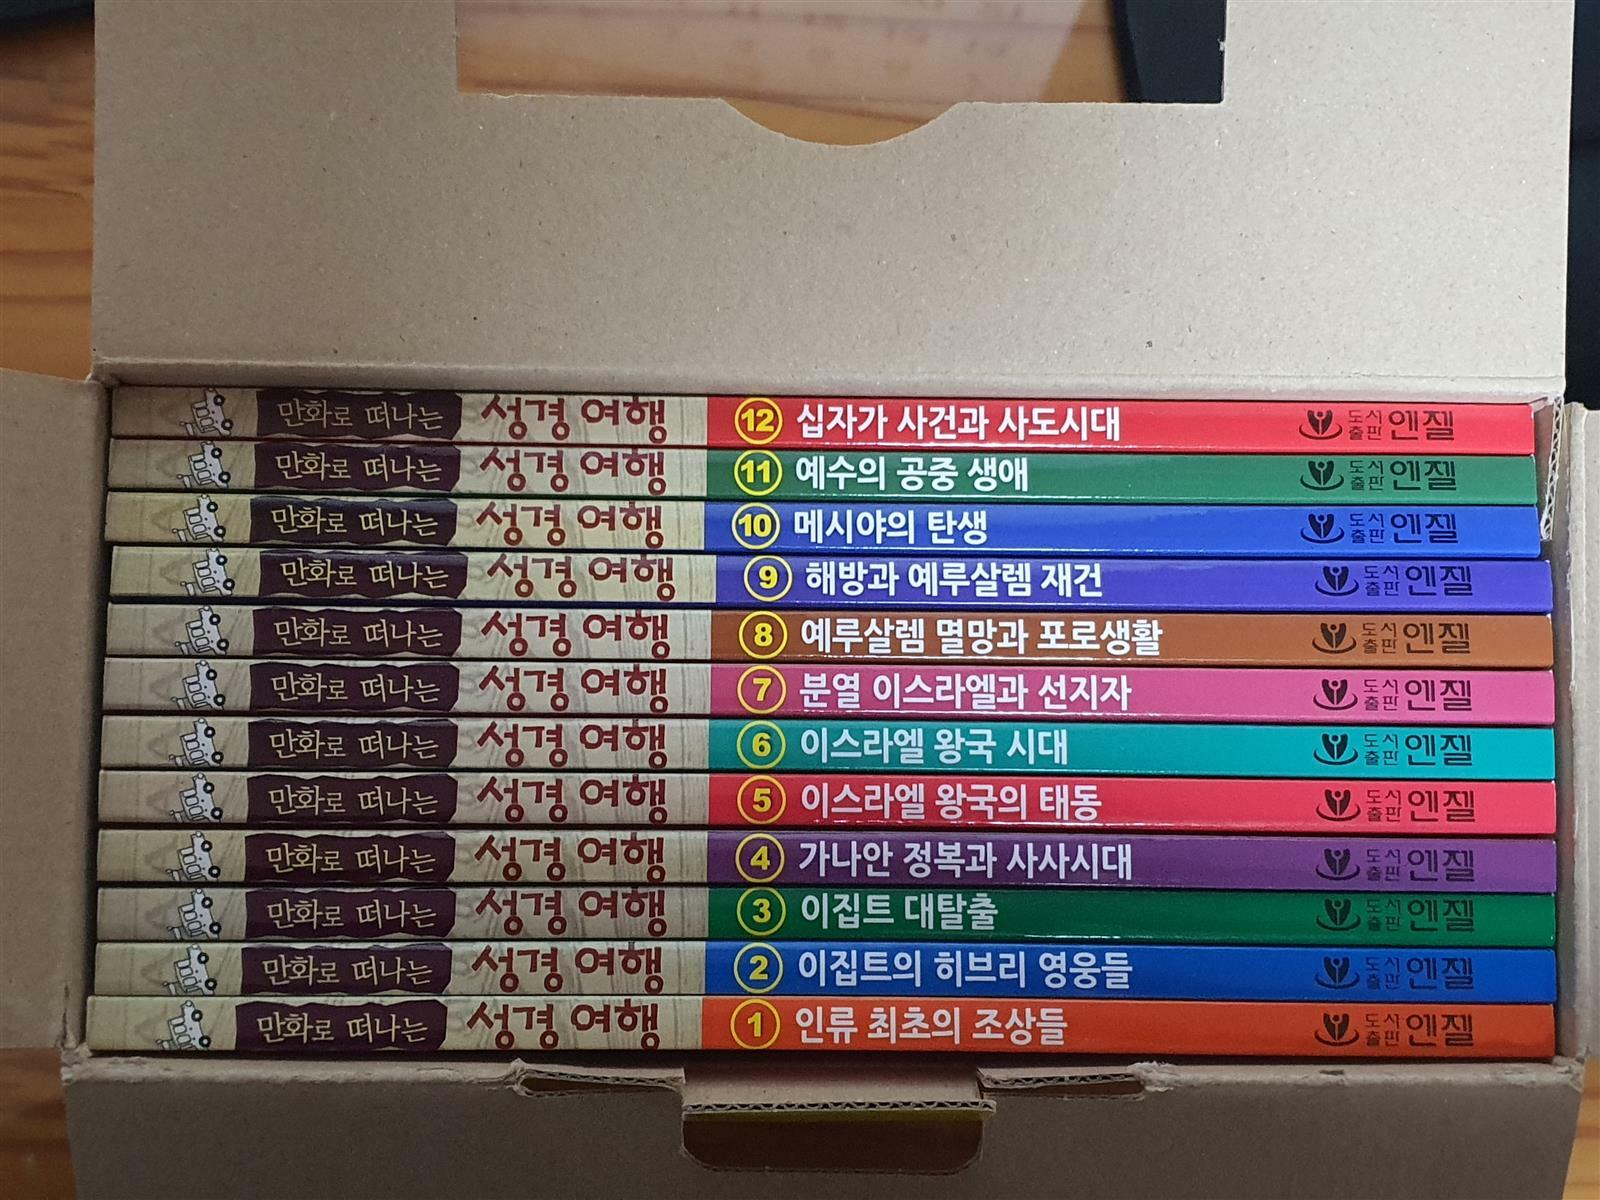 만화로 떠나는 성경 여행 12 십자가 사건과 사도시대 도서출판 엔젤
만화로 떠나는 성경 여행 11 예수의 공중 생애 도서출판 엔젤
만화로 떠나는 성경 여행 10 메시야의 탄생 도서출판 엔젤
만화로 떠나는 성경 여행 9 해방과 예루살렘 재건 도서출판 엔젤
만화로 떠나는 성경 여행 8 예루살렘 멸망과 포로생활 도서출판 엔젤
만화로 떠나는 성경 여행 7 분열 이스라엘과 선지자 도서출판 엔젤
만화로 떠나는 성경 여행 6 이스라엘 왕국 시대 도서출판 엔젤
만화로 떠나는 성경 여행 5 이스라엘 왕국의 태동 도서출판 엔젤
만화로 떠나는 성경 여행 4 가나안 정복과 사사시대 도서출판 엔젤
만화로 떠나는 성경 여행 3 이집트 대탈출 도서출판 엔젤
만화로 떠나는 성경 여행 2 이집트의 히브리 영웅들 도서출판 엔젤
만화로 떠나는 성경 여행 1 인류 최초의 조상들 도서출판 엔젤